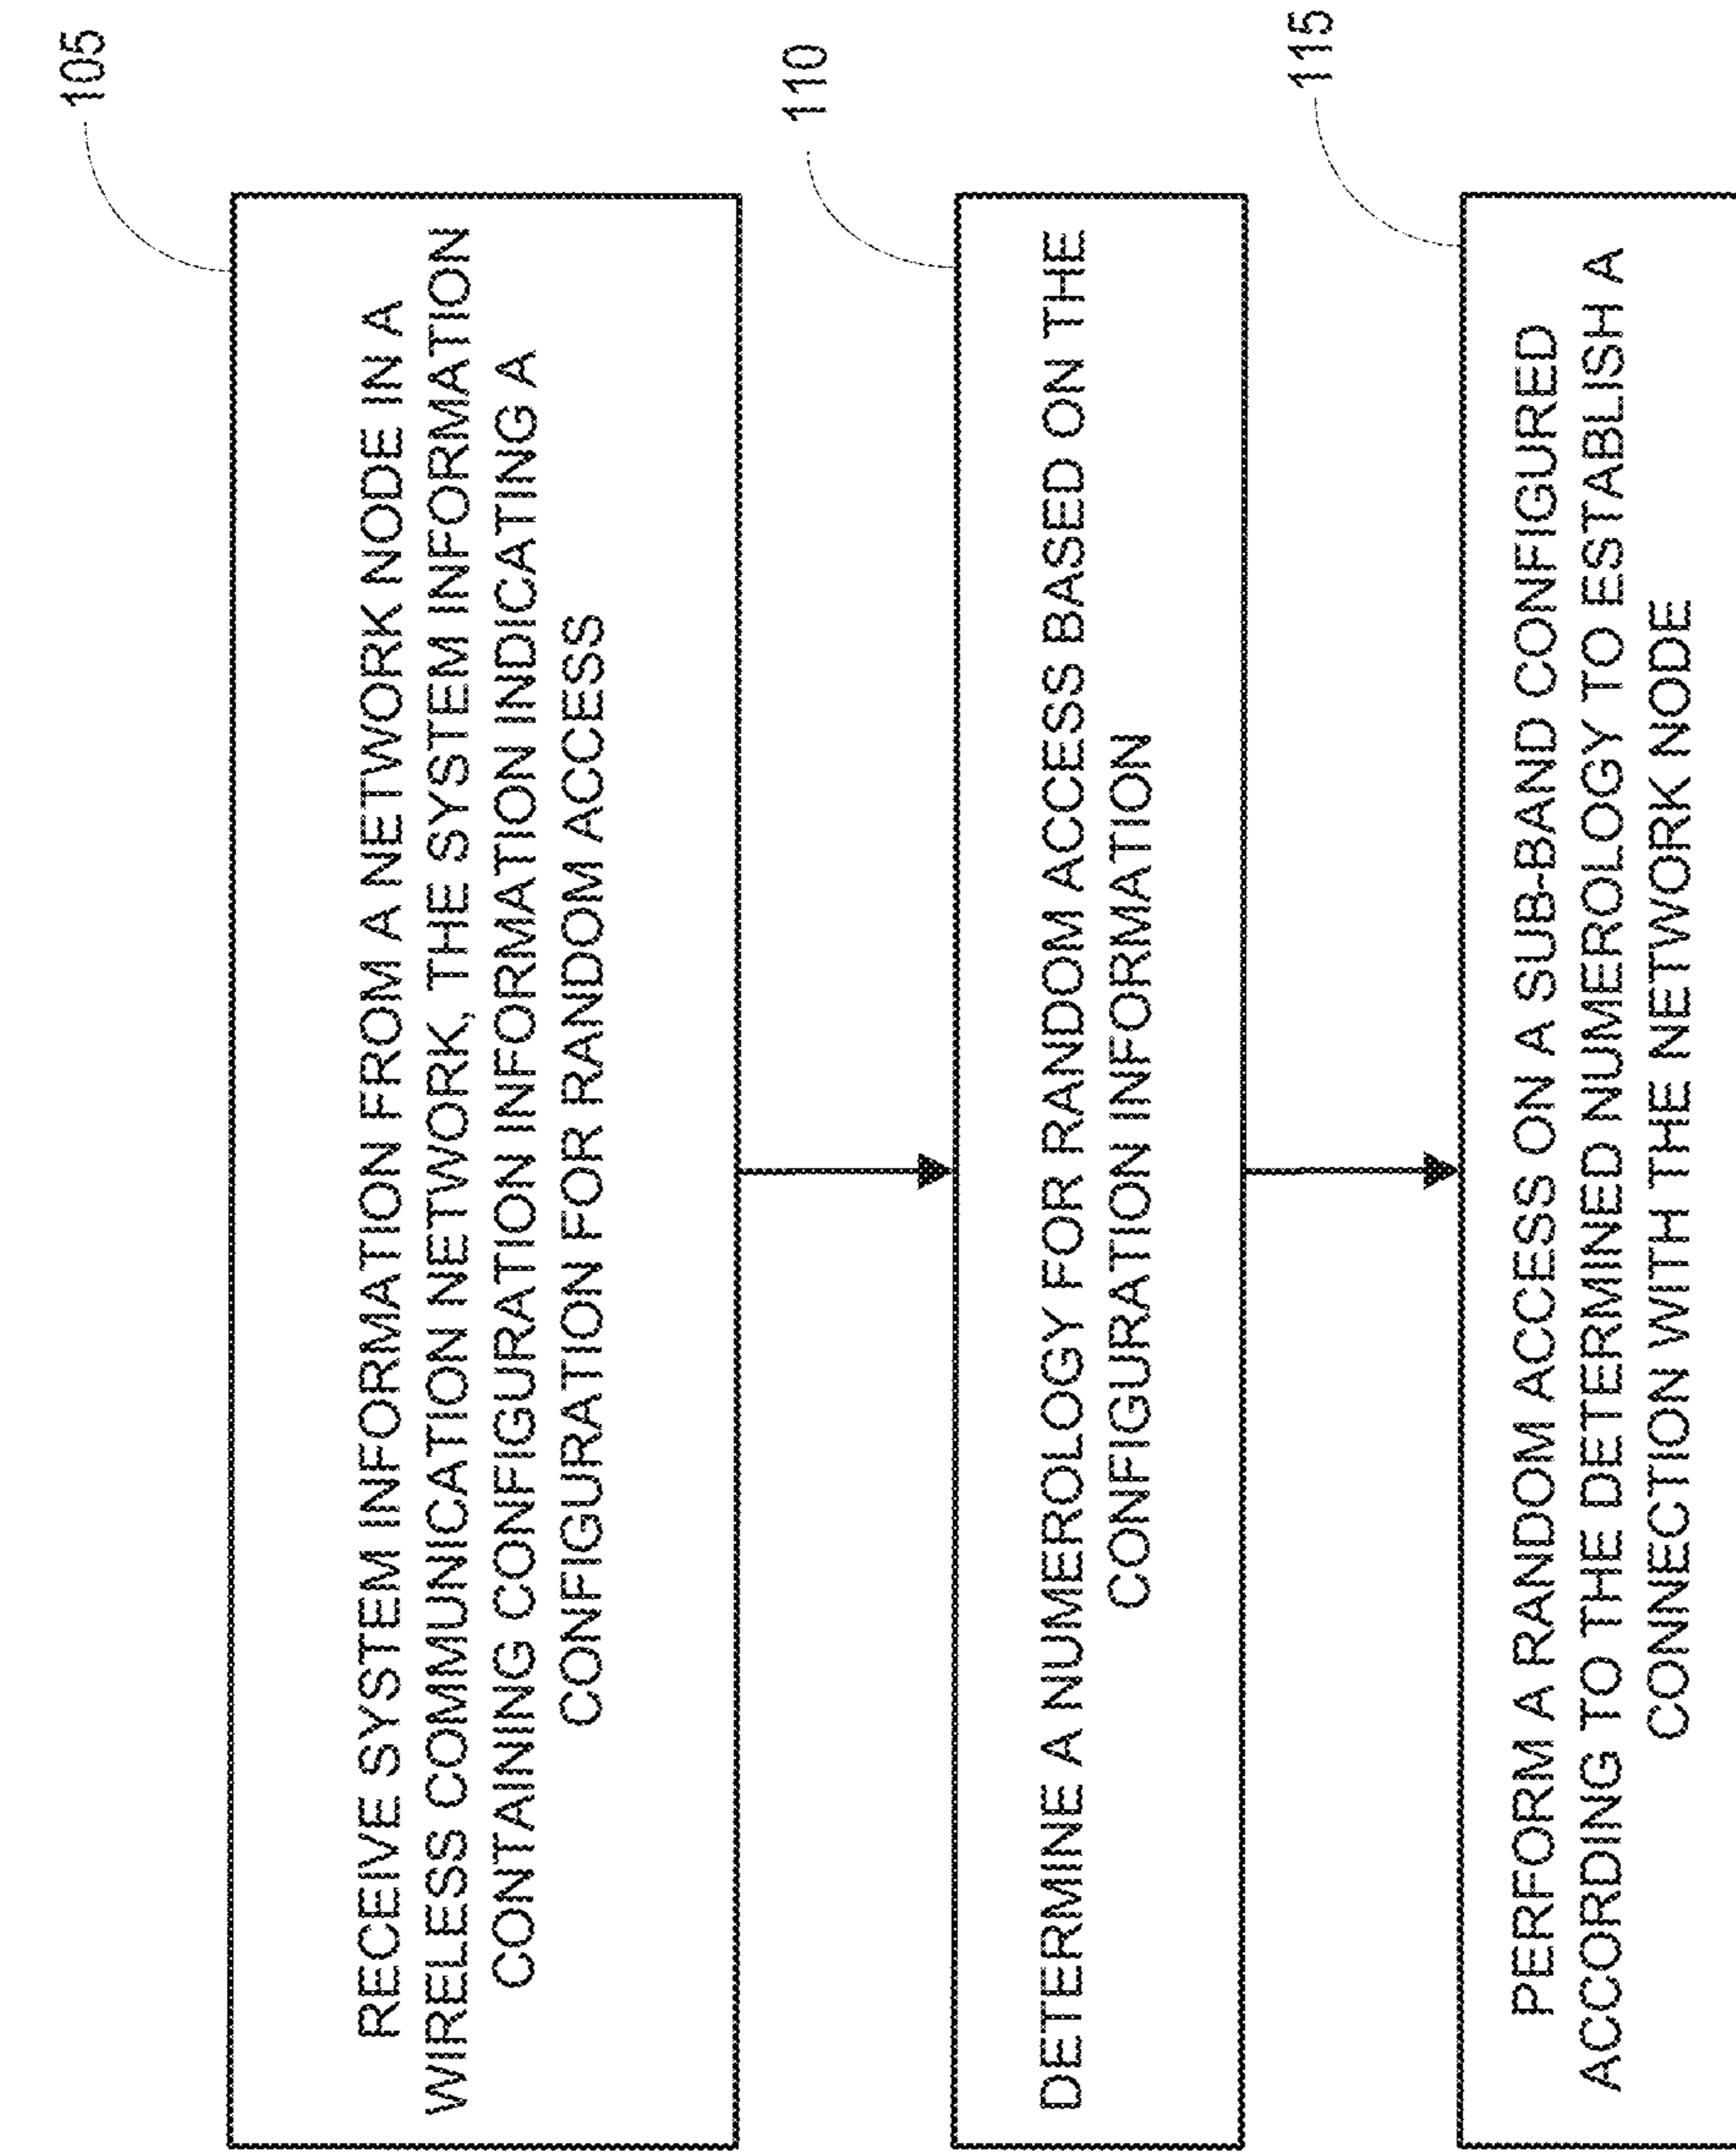 105
RECEIVE SYSTEM INFORMATION FROM A NETWORK NODE IN A
WIRELESS COMMUNICATION NETWORK, THE SYSTEM INFORMATION
CONTAINING CONFIGURATION INFORMATION INDICATING A
CONFIGURATION FOR RANDOM ACCESS
110
DETERMINE A NUMEROLOGY FOR RANDOM ACCESS BASED ON THE
CONFIGURATION INFORMATION
115
PERFORM A RANDOM ACCESS ON A SUB-BAND CONFIGURED
ACCORDING TO THE DETERMINED NUMEROLOGY TO ESTABLISH A
CONNECTION WITH THE NETWORK NODE